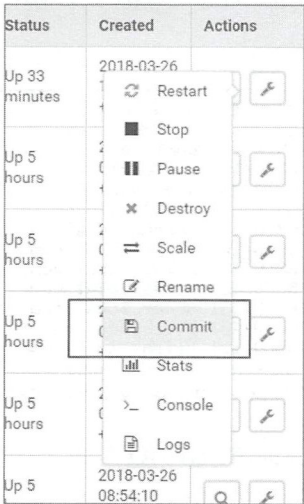 Status Created Actions
Up 33
minutes
2018-03-26
Restart
Stop
Up 5
hours
Pause
Destroy
Up 5
hours
Scale
Rename
Up 5
hours
Commit
Stats
Up 5
hours
Console
Logs
Up 5
2018-03-26
08:54:10